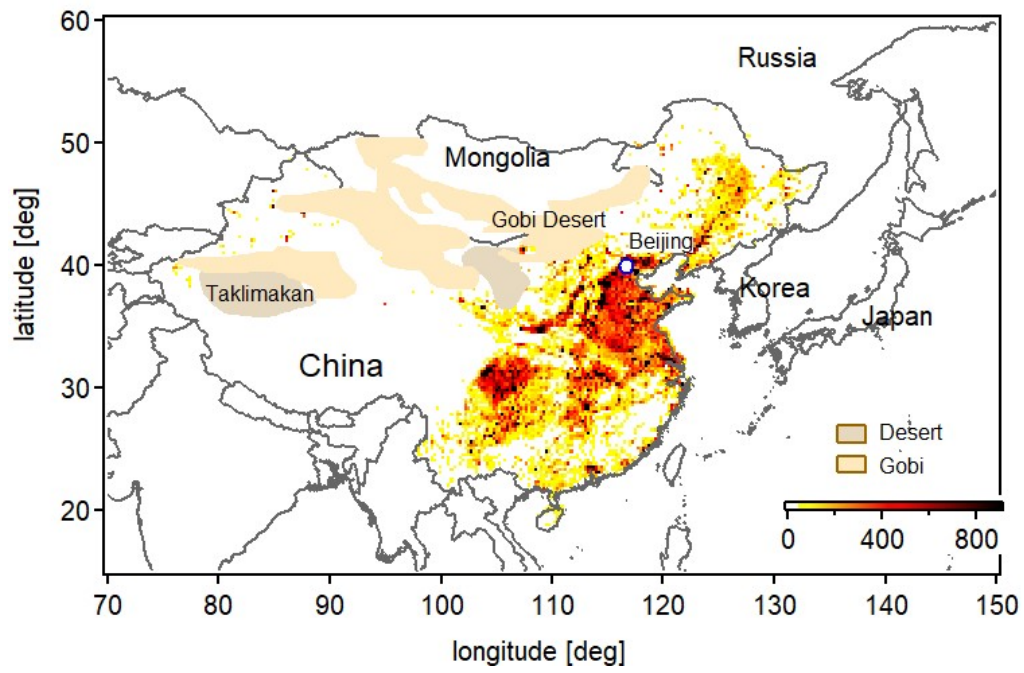 60
Russia
50
Mongolia
Gobi Desert
Beijing
40
Taklimakan
Korea
Japan
China
30
Desert
Gobi
20
0 400 800
70 80 90 100 110 120 130 140 150
latitude [deg]
longitude [deg]